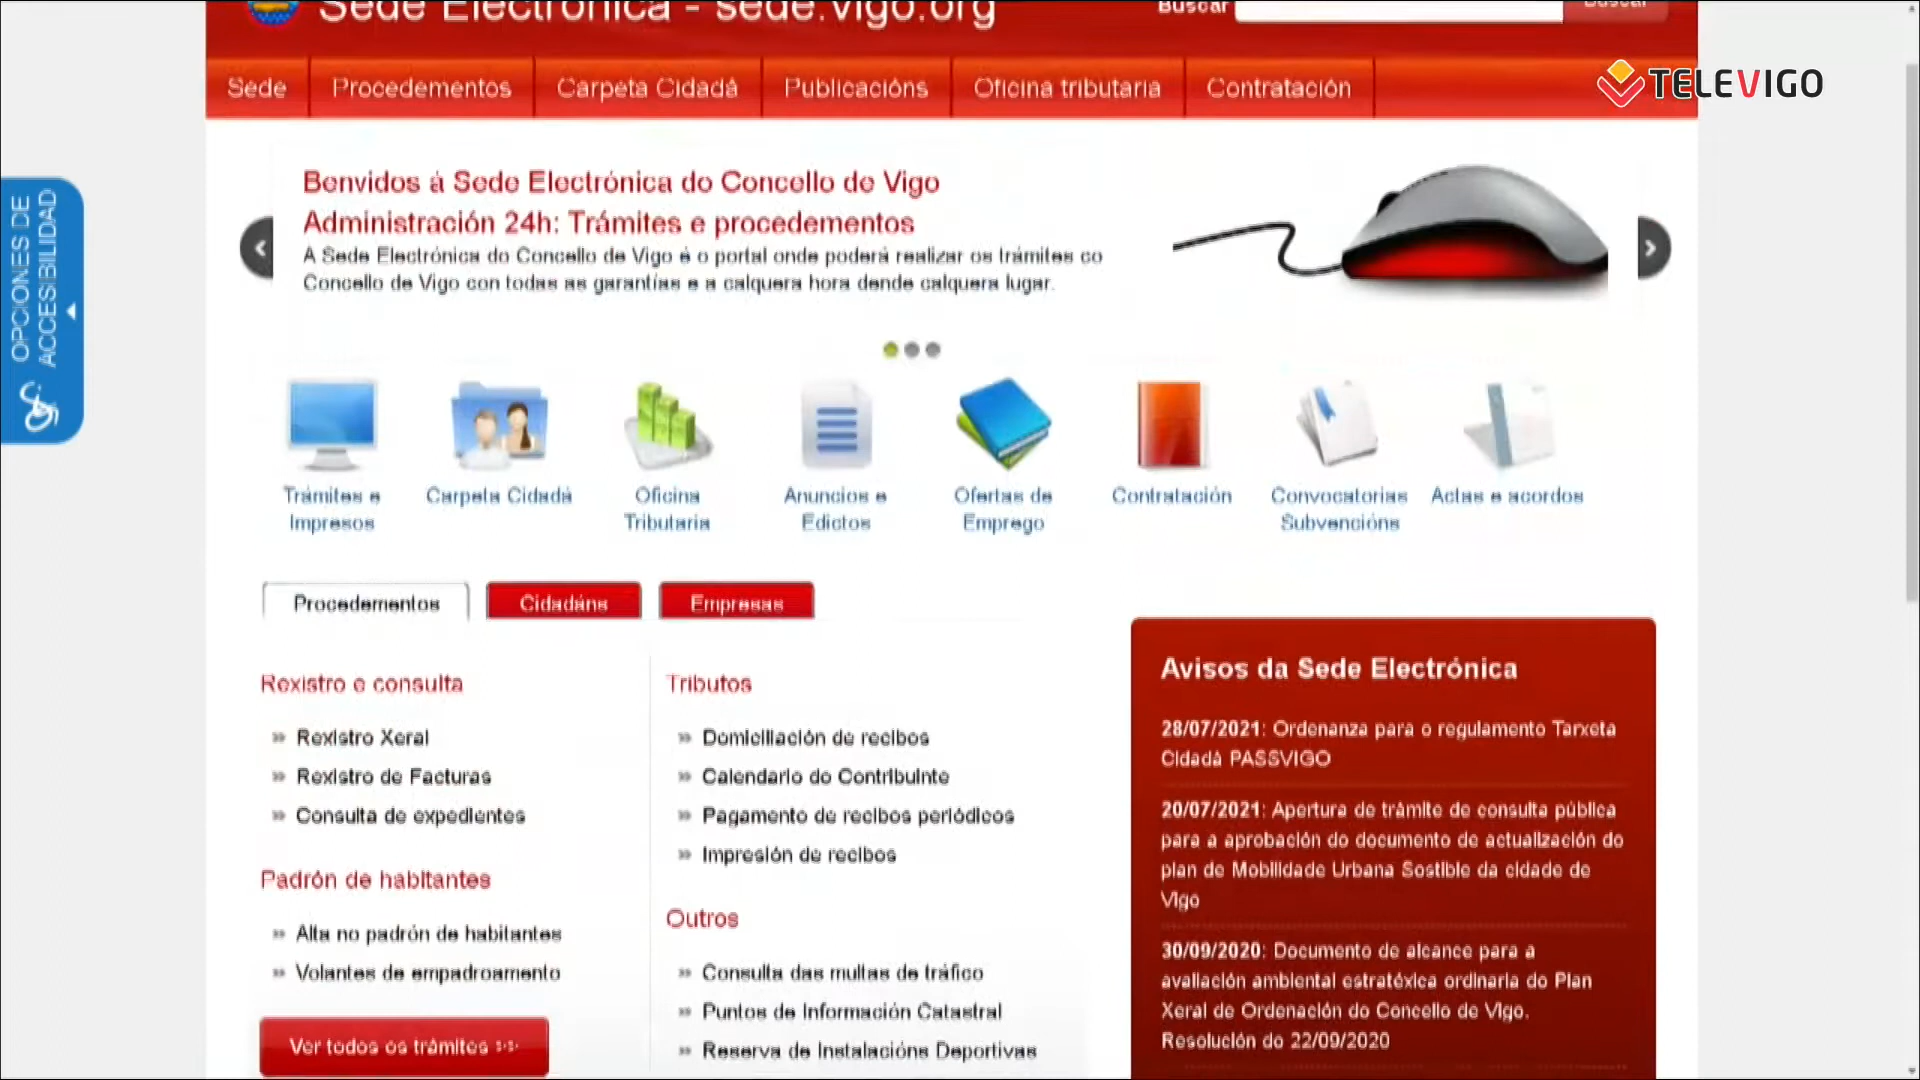 Sede Electrónica - sede.vigo.org
Buscar
Buscar
Sede
Procedementos
Carpeta Cidadá
Publicacións
Oficina tributaria
Contratación
TELEVIGO
OPCIONES DE
ACCESIBILIDAD
Benvidos á Sede Electrónica do Concello de Vigo
Administración 24h: Trámites e procedementos
A Sede Electrónica do Concello de Vigo é o portal onde poderá realizar os trámites co
Concello de Vigo con todas as garantías e a calquera hora dende calquera lugar.
Trámites e
Impresos
Carpeta Cidadá
Oficina
Tributaria
Anuncios e
Edictos
Ofertas de
Emprego
Contratación
Convocatorias
Subvencións
Actas e acordos
Procedementos
Cidadáns
Empresas
Rexistro e consulta
» Rexistro Xeral
» Rexistro de Facturas
» Consulta de expedientes
Padrón de habitantes
» Alta no padrón de habitantes
» Volantes de empadroamento
Ver todos os trámites >>
Tributos
» Domiciliación de recibos
» Calendario do Contribuínte
» Pagamento de recibos periódicos
» Impresión de recibos
Outros
» Consulta das multas de tráfico
» Puntos de Información Catastral
» Reserva de Instalacións Deportivas
Avisos da Sede Electrónica
28/07/2021: Ordenanza para o regulamento Tarxeta
Cidadá PASSVIGO
20/07/2021: Apertura de trámite de consulta pública
para a aprobación do documento de actualización do
plan de Mobilidade Urbana Sostible da cidade de
Vigo
30/09/2020: Documento de alcance para a
avaliación ambiental estratéxica ordinaria do Plan
Xeral de Ordenación do Concello de Vigo.
Resolución do 22/09/2020